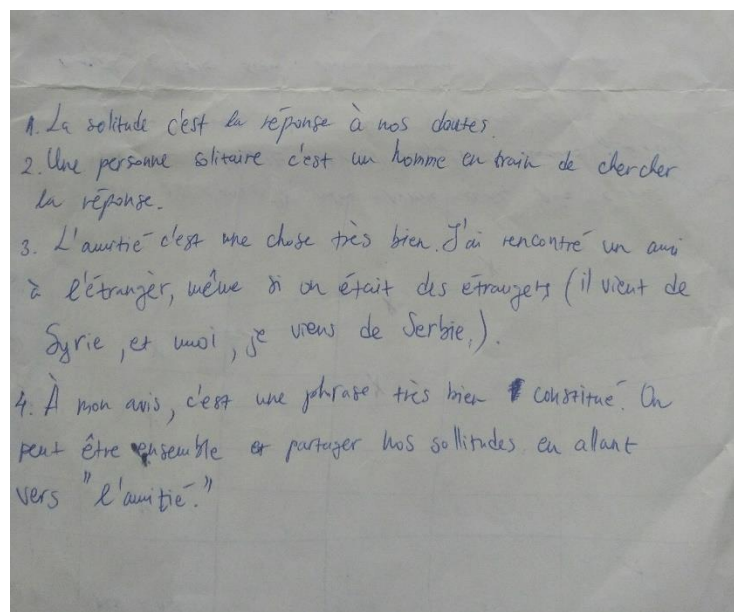 1. La solitude c'est la réponse à nos doutes.
2. Une personne solitaire c'est un homme en train de chercher
la réponse.
3. L'amitié c'est une chose très bien. J'ai rencontré un ami
à l'étranger, même si on était des étrangers (il vient de
Syrie, et moi, je viens de Serbie.).
4. À mon avis, c'est une phrase très bien constitué. On
peut être ensemble et partager nos sollitudes en allant
vers "l'amitié."